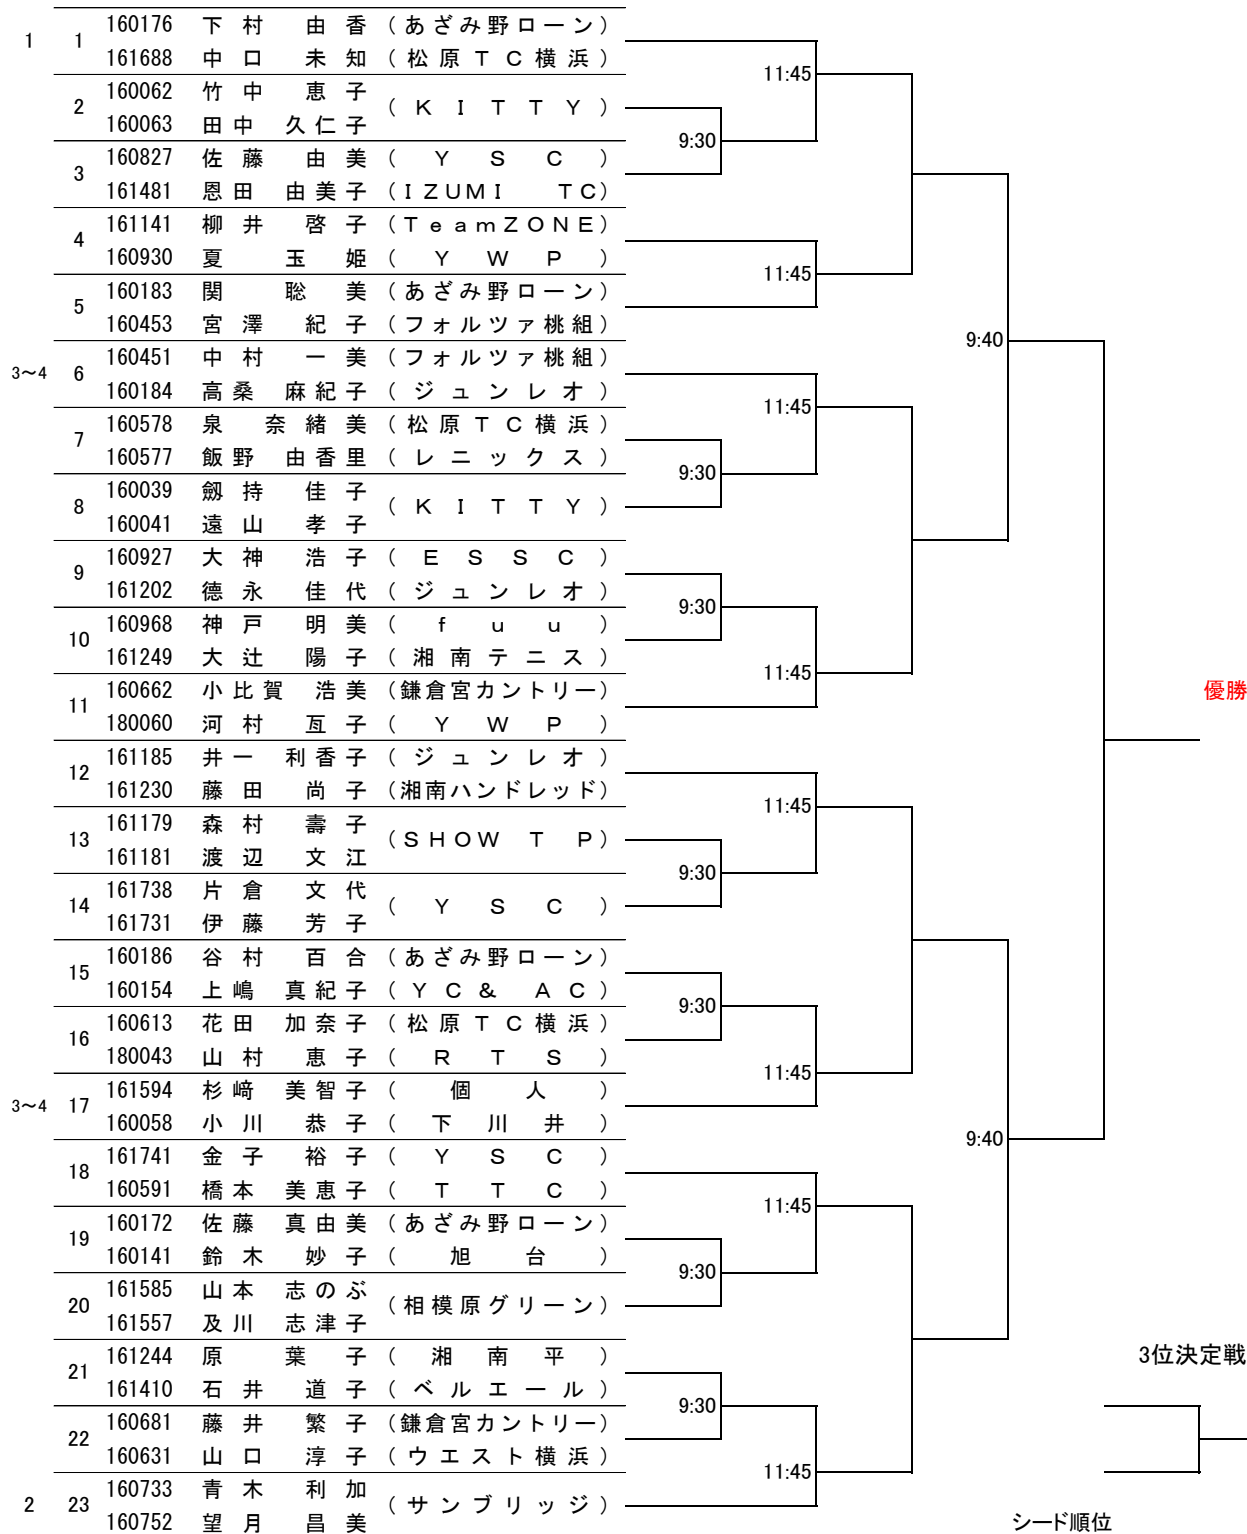 160176 下村 由香 (あざみ野ローン)
1 1
161688 中口 未知 (松原TC横浜)
11:45
160062 竹中 恵子
2 (KITTY)
160063 田中 久仁子
9:30
160827 佐藤 由美 (YSC)
3
161481 恩田 由美子 (IZUMI TC)
161141 柳井 啓子 (TeamZONE)
4
160930 夏 玉姫 (YWP)
11:45
160183 関 聡美 (あざみ野ローン)
5
160453 宮澤 紀子 (フォルツァ桃組)
9:40
160451 中村 一美 (フォルツァ桃組)
3~4 6
160184 高桑 麻紀子 (ジュンレオ)
11:45
160578 泉 奈緒美 (松原TC横浜)
7
160577 飯野 由香里 (レニックス)
9:30
160039 劔持 佳子
8 (KITTY)
160041 遠山 孝子
160927 大神 浩子 (ESSC)
9
161202 德永 佳代 (ジュンレオ)
9:30
160968 神戸 明美 (fuu)
10
161249 大辻 陽子 (湘南テニス)
11:45
160662 小比賀 浩美 (鎌倉宮カントリー)
11
180060 河村 亙子 (YWP)
優勝
161185 井一 利香子 (ジュンレオ)
12
161230 藤田 尚子 (湘南ハンドレッド)
11:45
161179 森村 壽子
13 (SHOW TP)
161181 渡辺 文江
9:30
161738 片倉 文代
14 (YSC)
161731 伊藤 芳子
160186 谷村 百合 (あざみ野ローン)
15
160154 上嶋 真紀子 (YC& AC)
9:30
160613 花田 加奈子 (松原TC横浜)
16
180043 山村 恵子 (RTS)
11:45
161594 杉﨑 美智子 (個人)
3~4 17
160058 小川 恭子 (下川井)
9:40
161741 金子 裕子 (YSC)
18
160591 橋本 美恵子 (TTC)
11:45
160172 佐藤 真由美 (あざみ野ローン)
19
160141 鈴木 妙子 (旭台)
9:30
161585 山本 志のぶ
20 (相模原グリーン)
161557 及川 志津子
161244 原 葉子 (湘南平)
21
161410 石井 道子 (ベルエール)
3位決定戦
9:30
160681 藤井 繁子 (鎌倉宮カントリー)
22
160631 山口 淳子 (ウエスト横浜)
11:45
160733 青木 利加
2 23 (サンブリッジ)
160752 望月 昌美
シード順位